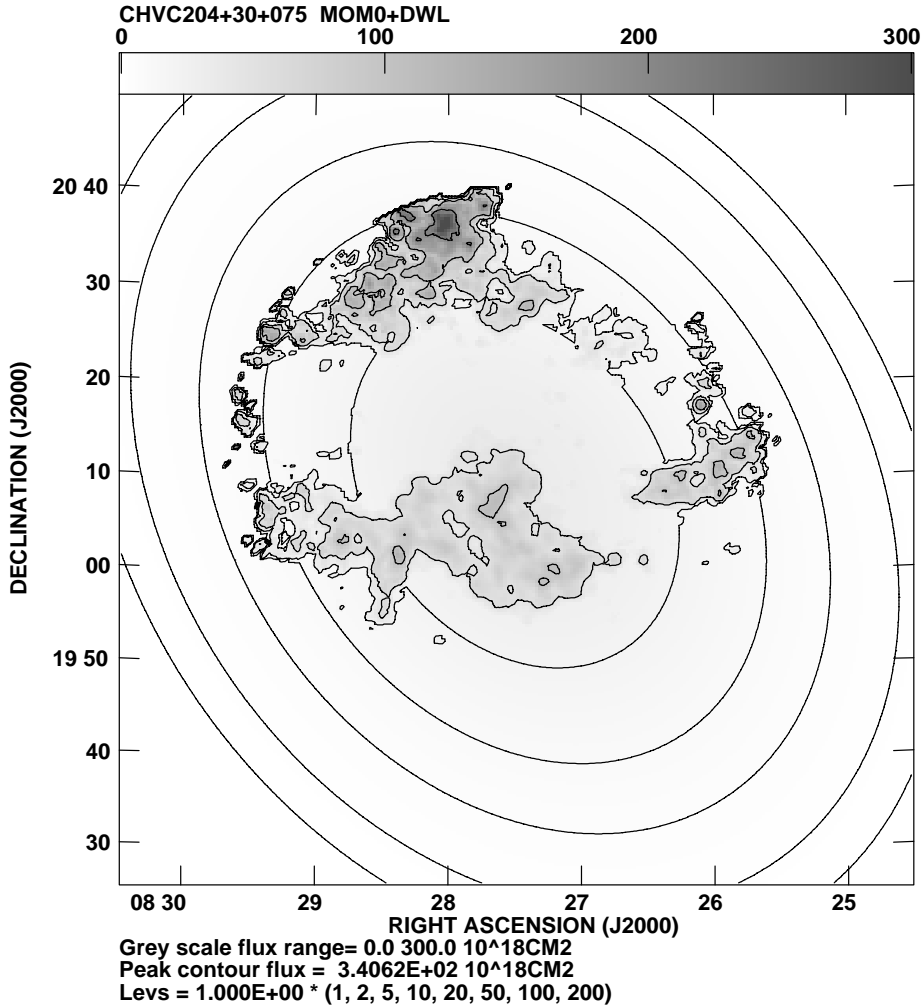 CHVC204+30+075 MOM0+DWL
0 100 200 300
20 40
30
20
10
00
19 50
40
30
DECLINATION (J2000)
08 30 29 28 27 26 25
RIGHT ASCENSION (J2000)
Grey scale flux range= 0.0 300.0 10^18CM2
Peak contour flux = 3.4062E+02 10^18CM2
Levs = 1.000E+00 * (1, 2, 5, 10, 20, 50, 100, 200)